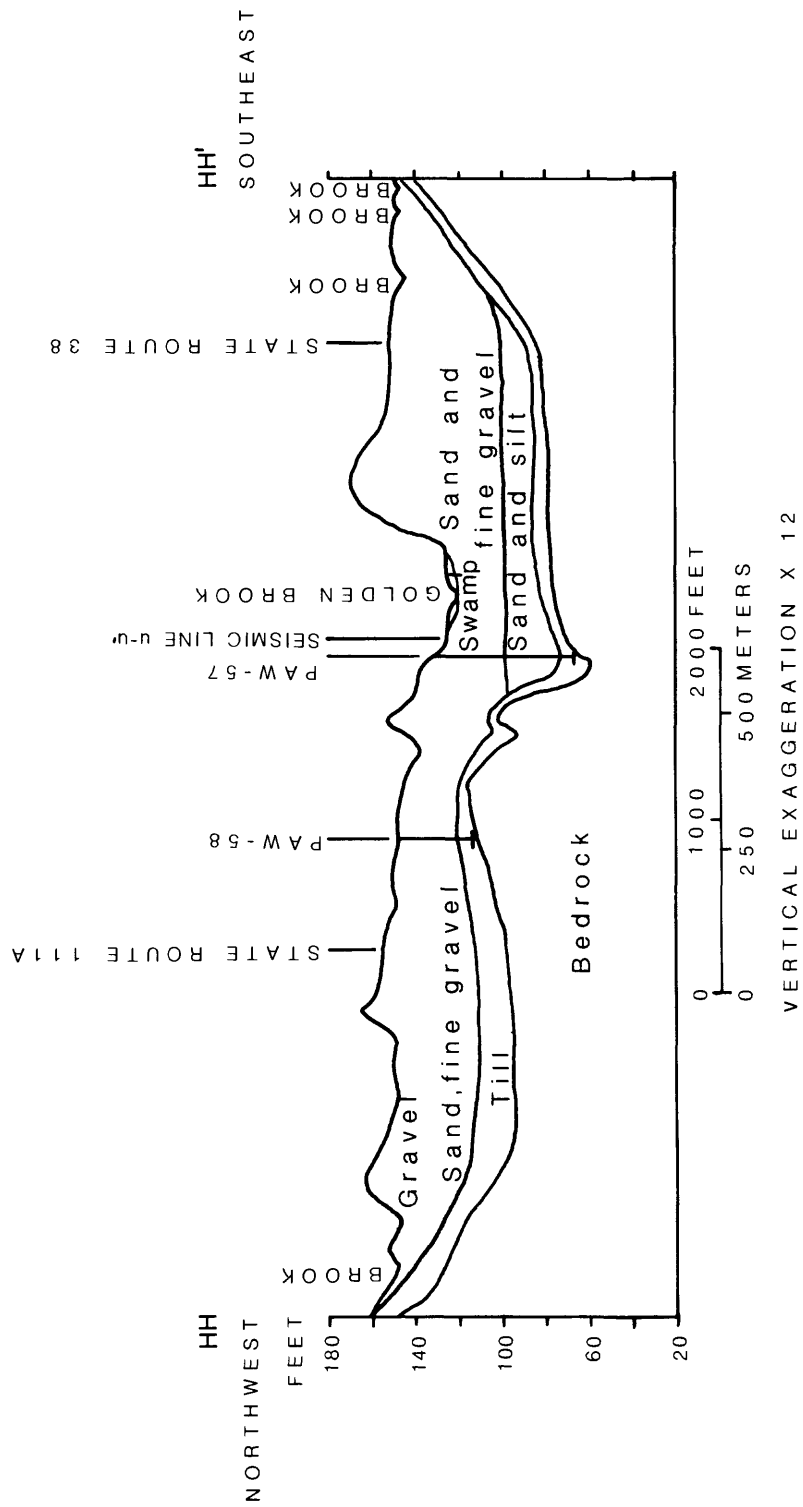 HH
NORTHWEST
FEET
180
140
100
60
20
HH'
SOUTHEAST
BROOK
STATE ROUTE 111A
PAW-58
PAW-57
SEISMIC LINE u-u'
GOLDEN BROOK
STATE ROUTE 38
BROOK
BROOK
BROOK
Gravel
Sand, fine gravel
Till
Bedrock
Swamp
Sand and
fine gravel
Sand and silt
0 1000 2000 FEET
0 250 500 METERS
VERTICAL EXAGGERATION X 12